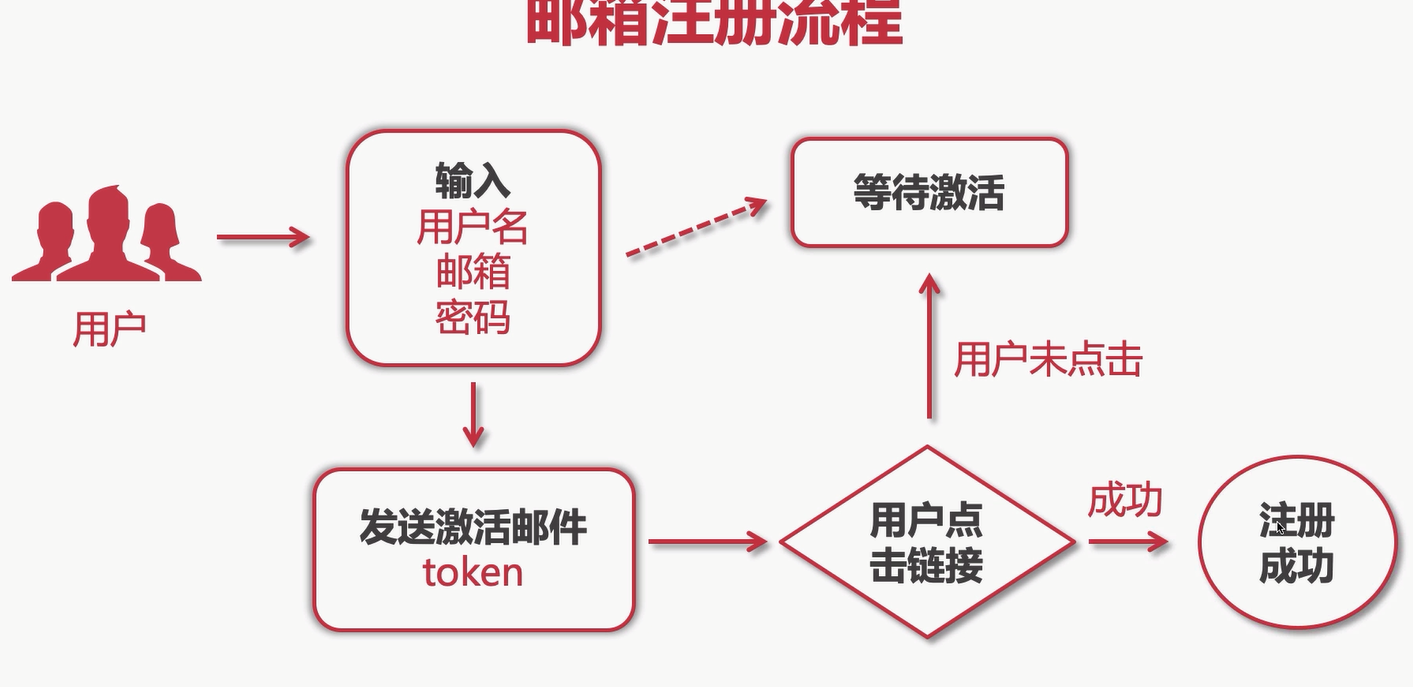 邮箱注册流程
用户
输入
用户名
邮箱
密码
等待激活
用户未点击
发送激活邮件
token
用户点
击链接
成功
注册
成功